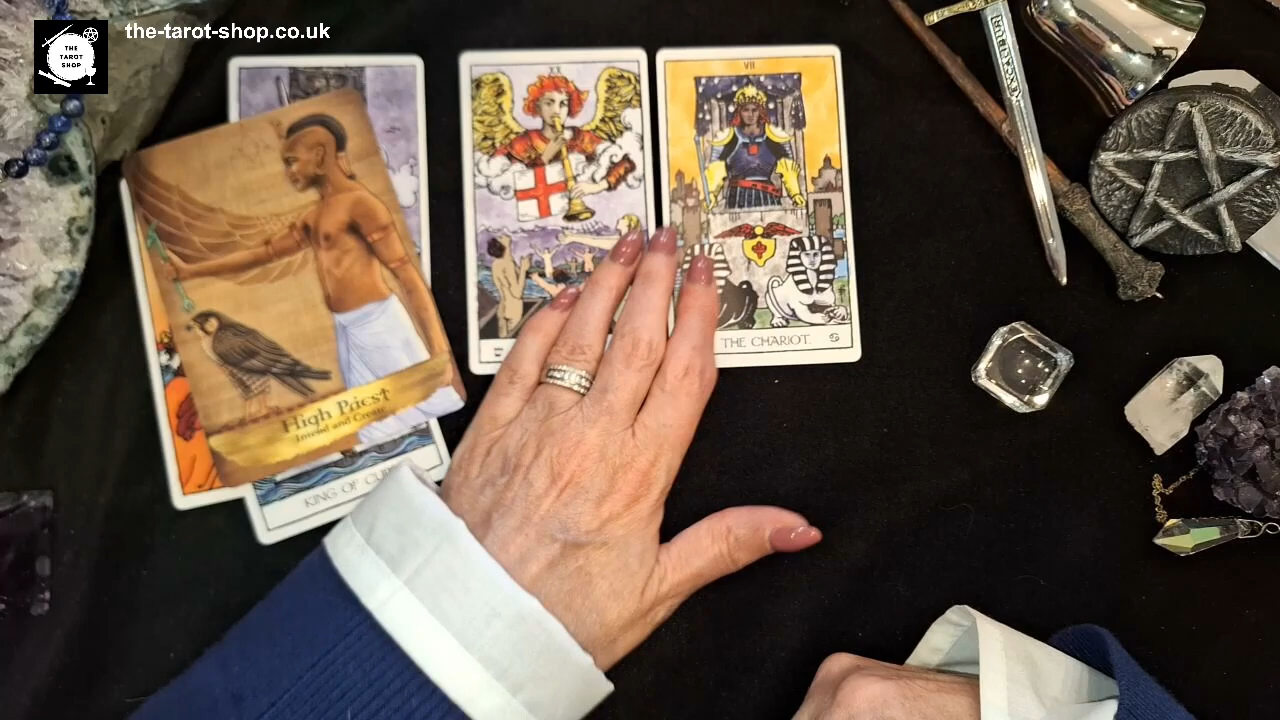 the-tarot-shop.co.uk
THE
TAROT
SHOP
XX
VII
THE CHARIOT.
High Priest
Intend and Create
KING OF CUPS